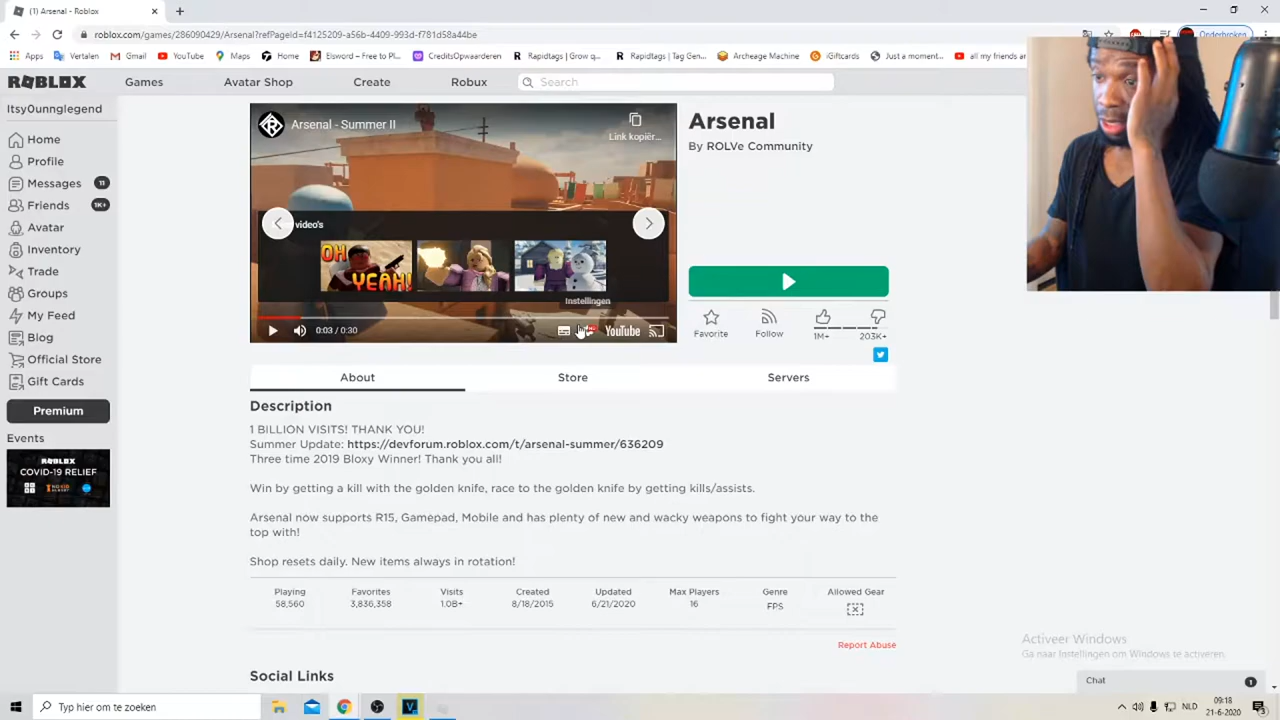 (1) Arsenal - Roblox
roblox.com/games/286090429/Arsenal?refPageId=f4125209-a56b-4409-993d-f781d58a44be
Onderbroken
Apps Vertalen Gmail YouTube Maps Home Elsword – Free to Pl... CreditsOpwaarderen Rapidtags | Grow q... Rapidtags | Tag Gen... Archeage Machine iGiftcards Just a moment... all my friends ar
ROBLOX Games Avatar Shop Create Robux Search
Itsy0unnglegend
Home
Profile
Messages 11
Friends 1K+
Avatar
Inventory
Trade
Groups
My Feed
Blog
Official Store
Gift Cards
Premium
Events
ROBLOX
COVID-19 RELIEF
Arsenal - Summer II
Link kopiër...
video's
OH YEAH!
Instellingen
0:03 / 0:30
YouTube
Arsenal
By ROLVe Community
Favorite Follow 1M+ 203K+
About Store Servers
Description
1 BILLION VISITS! THANK YOU!
Summer Update: https://devforum.roblox.com/t/arsenal-summer/636209
Three time 2019 Bloxy Winner! Thank you all!
Win by getting a kill with the golden knife, race to the golden knife by getting kills/assists.
Arsenal now supports R15, Gamepad, Mobile and has plenty of new and wacky weapons to fight your way to the
top with!
Shop resets daily. New items always in rotation!
Playing Favorites Visits Created Updated Max Players Genre Allowed Gear
58,560 3,836,358 1.0B+ 8/18/2015 6/21/2020 16 FPS
Report Abuse
Social Links
Activeer Windows
Ga naar Instellingen om Windows te activeren.
Chat 1
Typ hier om te zoeken
NLD
09:18
21-6-2020
3